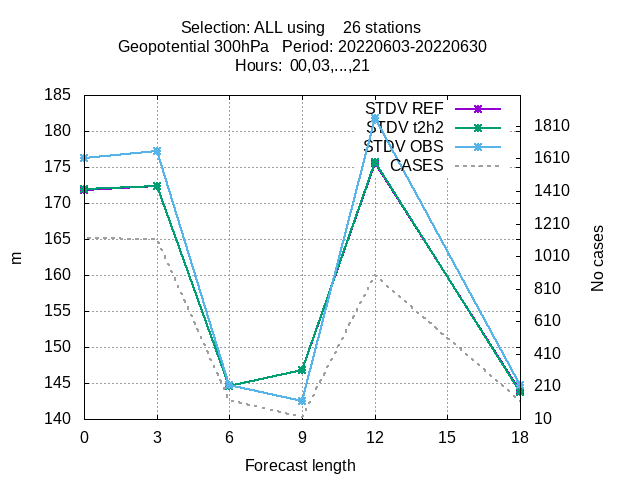 Selection: ALL using    26 stations
Geopotential 300hPa   Period: 20220603-20220630
Hours:  00,03,...,21
STDV REF
STDV t2h2
STDV OBS
CASES
185
180
175
170
165
160
155
150
145
140
m
1810
1610
1410
1210
1010
810
610
410
210
10
No cases
0 3 6 9 12 15 18
Forecast length